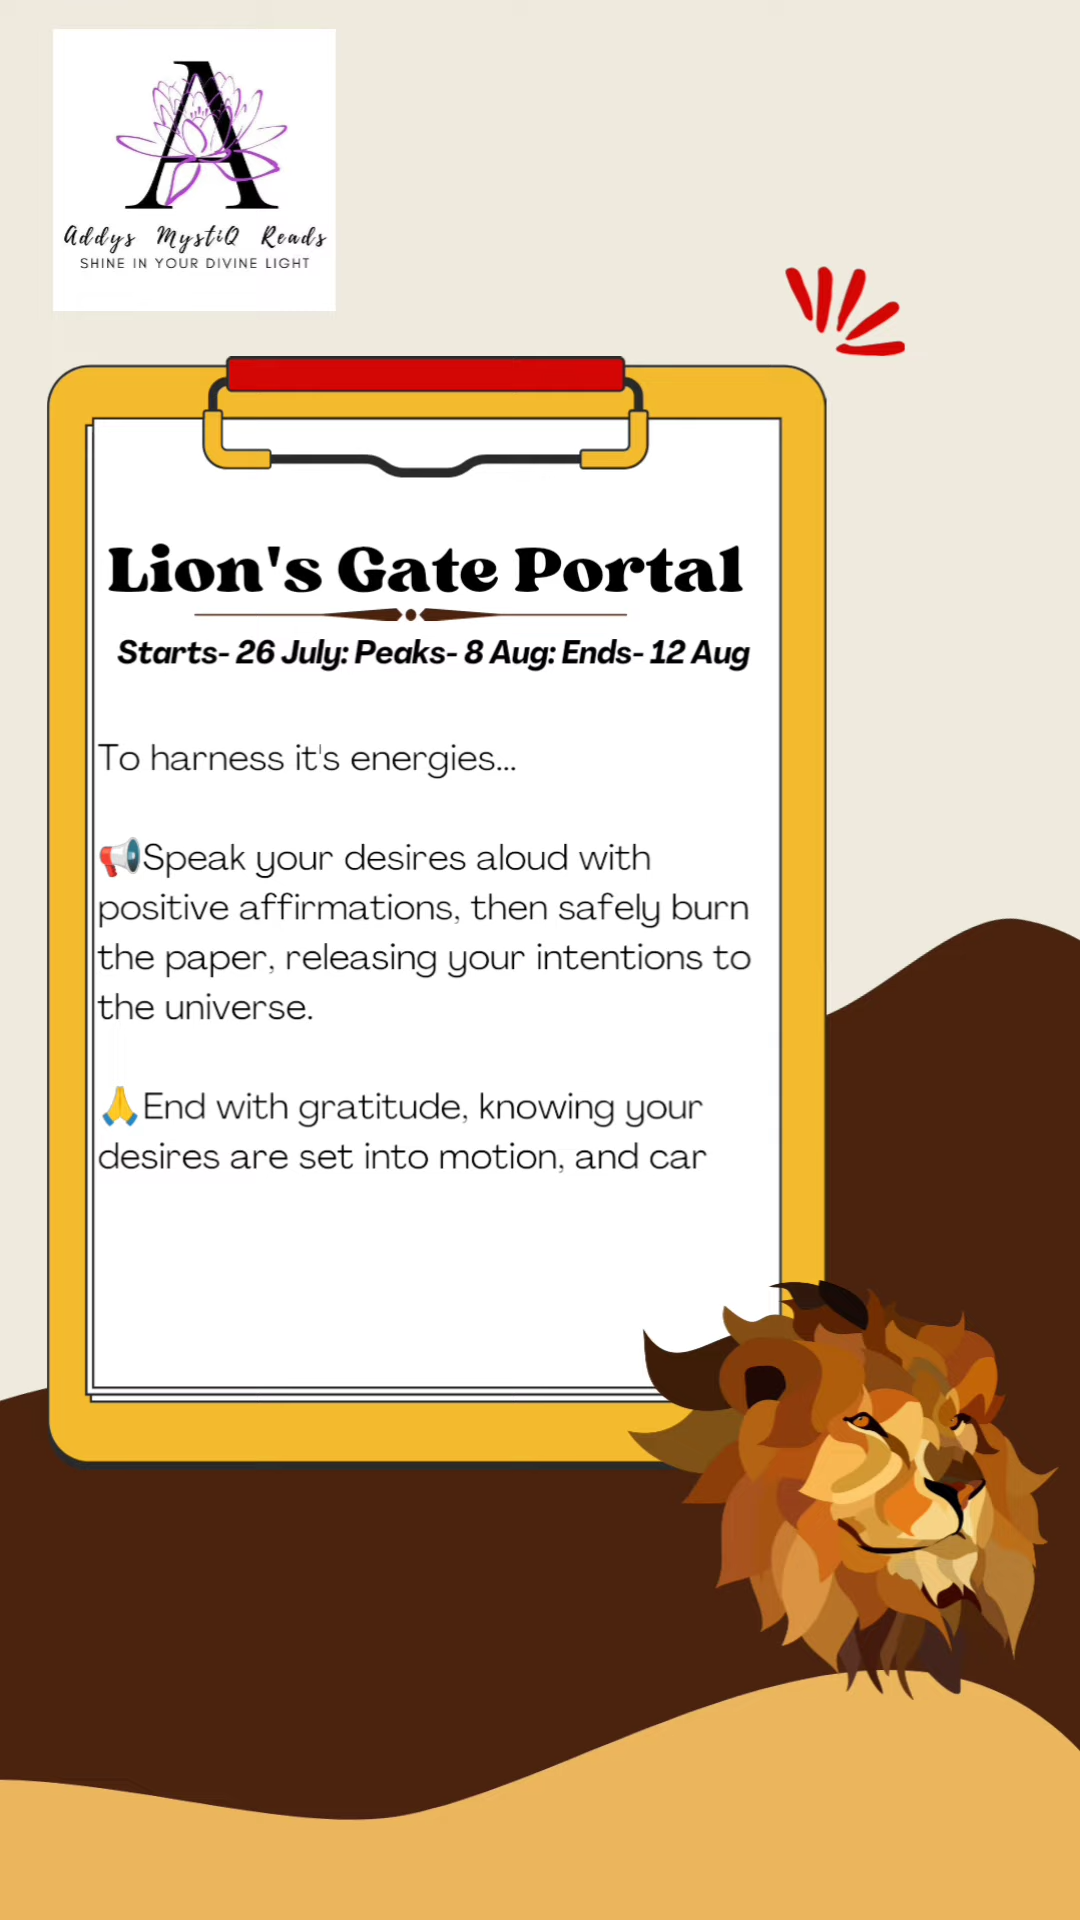 A
Addys MystiQ Reads
SHINE IN YOUR DIVINE LIGHT
Lion's Gate Portal
Starts- 26 July: Peaks- 8 Aug: Ends- 12 Aug
To harness it's energies...
📢Speak your desires aloud with
positive affirmations, then safely burn
the paper, releasing your intentions to
the universe.
🙏End with gratitude, knowing your
desires are set into motion, and car